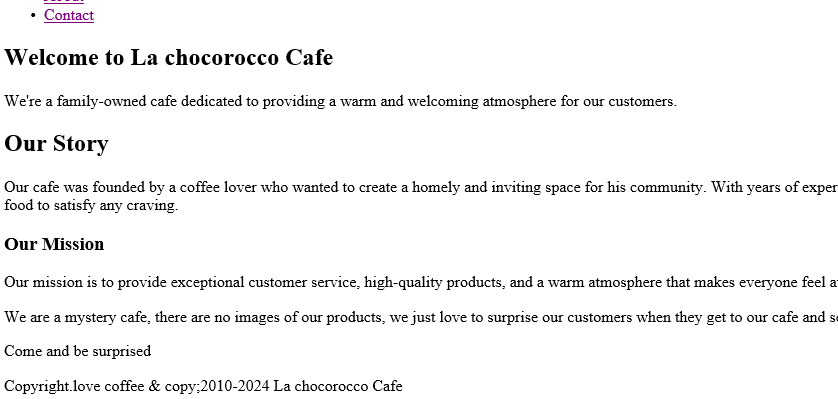 About
Contact
Welcome to La chocorocco Cafe
We're a family-owned cafe dedicated to providing a warm and welcoming atmosphere for our customers.
Our Story
Our cafe was founded by a coffee lover who wanted to create a homely and inviting space for his community. With years of exper
food to satisfy any craving.
Our Mission
Our mission is to provide exceptional customer service, high-quality products, and a warm atmosphere that makes everyone feel
We are a mystery cafe, there are no images of our products, we just love to surprise our customers when they get to our cafe and
Come and be surprised
Copyright.love coffee & copy;2010-2024 La chocorocco Cafe